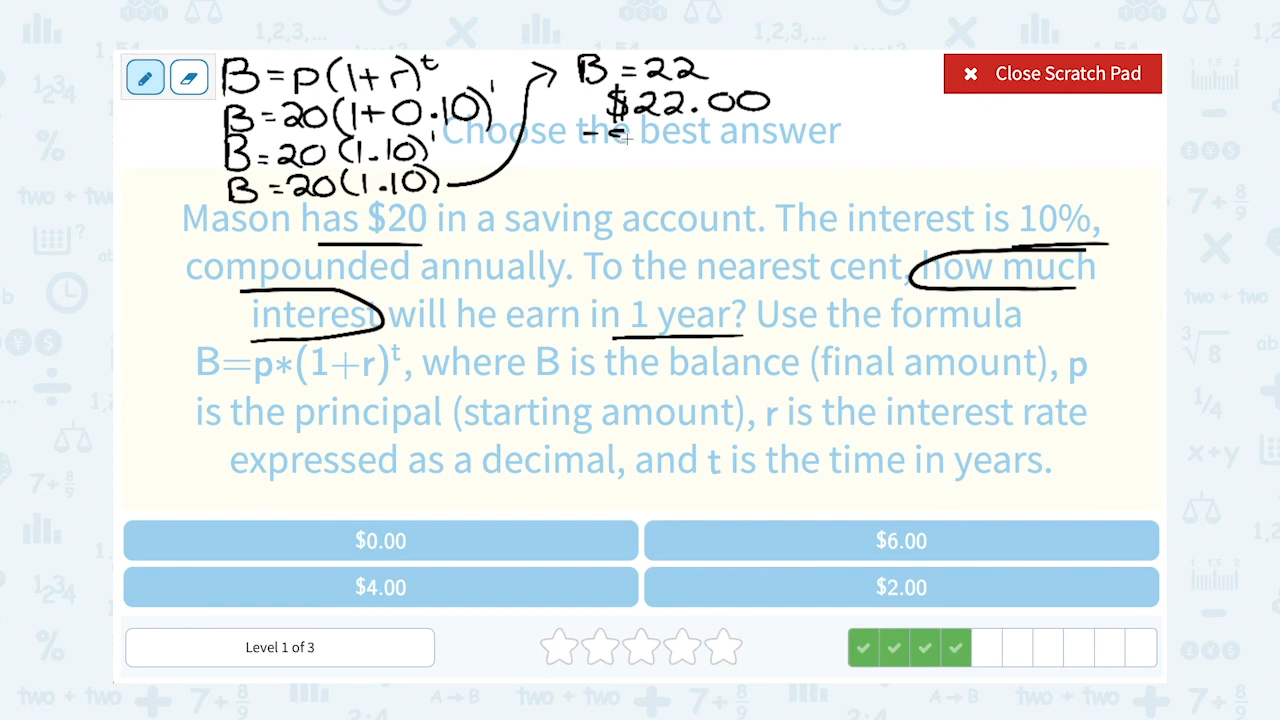 B = p(1+r)^t
B = 20(1+0.10)^1
B = 20(1.10)^1
B = 20(1.10)
B = 22
$22.00
✖ Close Scratch Pad
Choose the best answer
Mason has $20 in a saving account. The interest is 10%,
compounded annually. To the nearest cent, how much
interest will he earn in 1 year? Use the formula
B=p*(1+r)^t, where B is the balance (final amount), p
is the principal (starting amount), r is the interest rate
expressed as a decimal, and t is the time in years.
$0.00
$6.00
$4.00
$2.00
Level 1 of 3